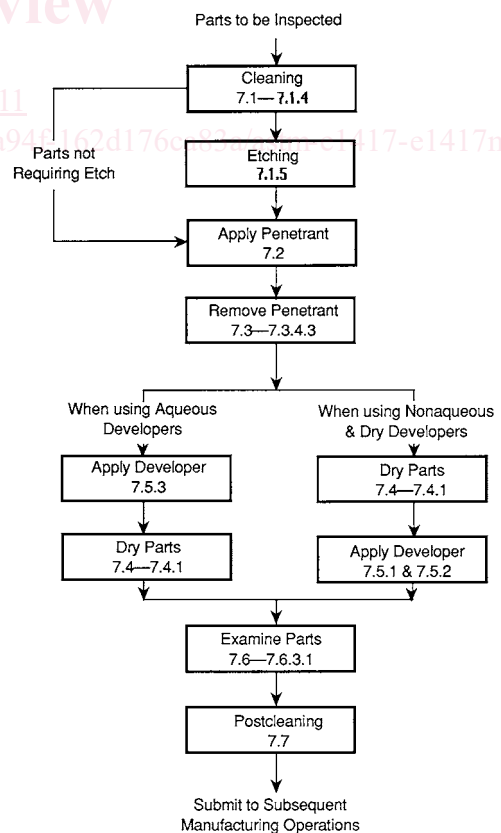 view
Parts to be Inspected
Cleaning
7.1—7.1.4
11
Parts not
Requiring Etch
Etching
7.1.5
Apply Penetrant
7.2
Remove Penetrant
7.3—7.3.4.3
When using Aqueous
Developers
Apply Developer
7.5.3
Dry Parts
7.4—7.4.1
When using Nonaqueous
& Dry Developers
Dry Parts
7.4—7.4.1
Apply Developer
7.5.1 & 7.5.2
Examine Parts
7.6—7.6.3.1
Postcleaning
7.7
Submit to Subsequent
Manufacturing Operations